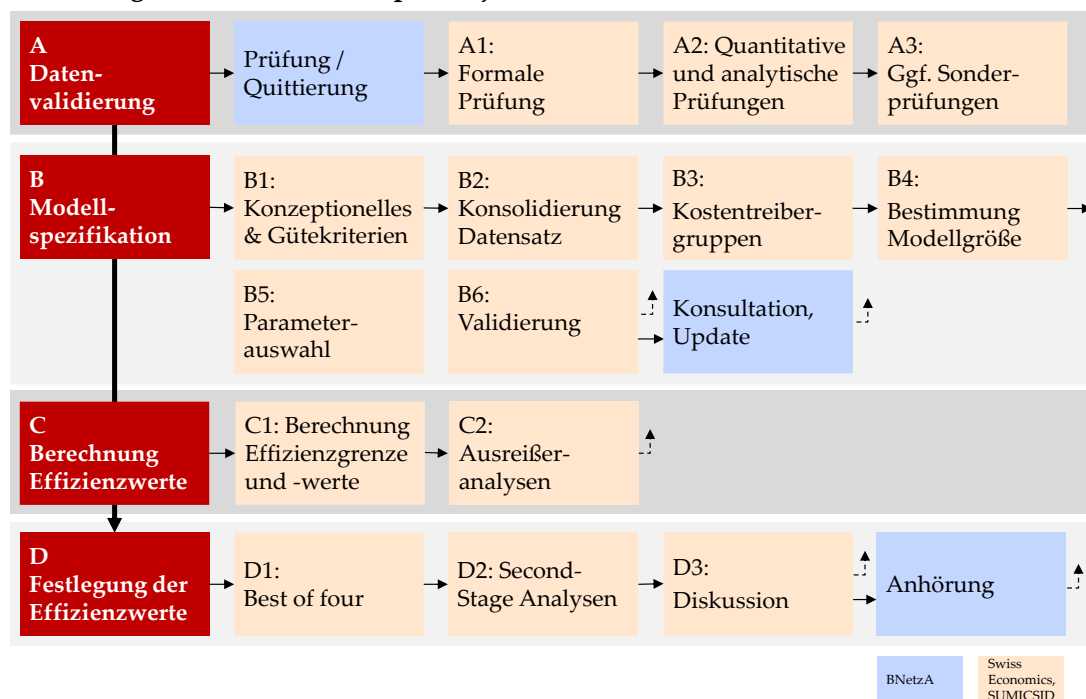 A
Daten-
validierung
Prüfung /
Quittierung
A1:
Formale
Prüfung
A2: Quantitative
und analytische
Prüfungen
A3:
Ggf. Sonder-
prüfungen
B
Modell-
spezifikation
B1:
Konzeptionelles
& Gütekriterien
B2:
Konsolidierung
Datensatz
B3:
Kostentreiber-
gruppen
B4:
Bestimmung
Modellgröße
B5:
Parameter-
auswahl
B6:
Validierung
Konsultation,
Update
C
Berechnung
Effizienzwerte
C1: Berechnung
Effizienzgrenze
und -werte
C2:
Ausreißer-
analysen
D
Festlegung der
Effizienzwerte
D1:
Best of four
D2: Second-
Stage Analysen
D3:
Diskussion
Anhörung
BNetzA
Swiss
Economics,
SUMICSID